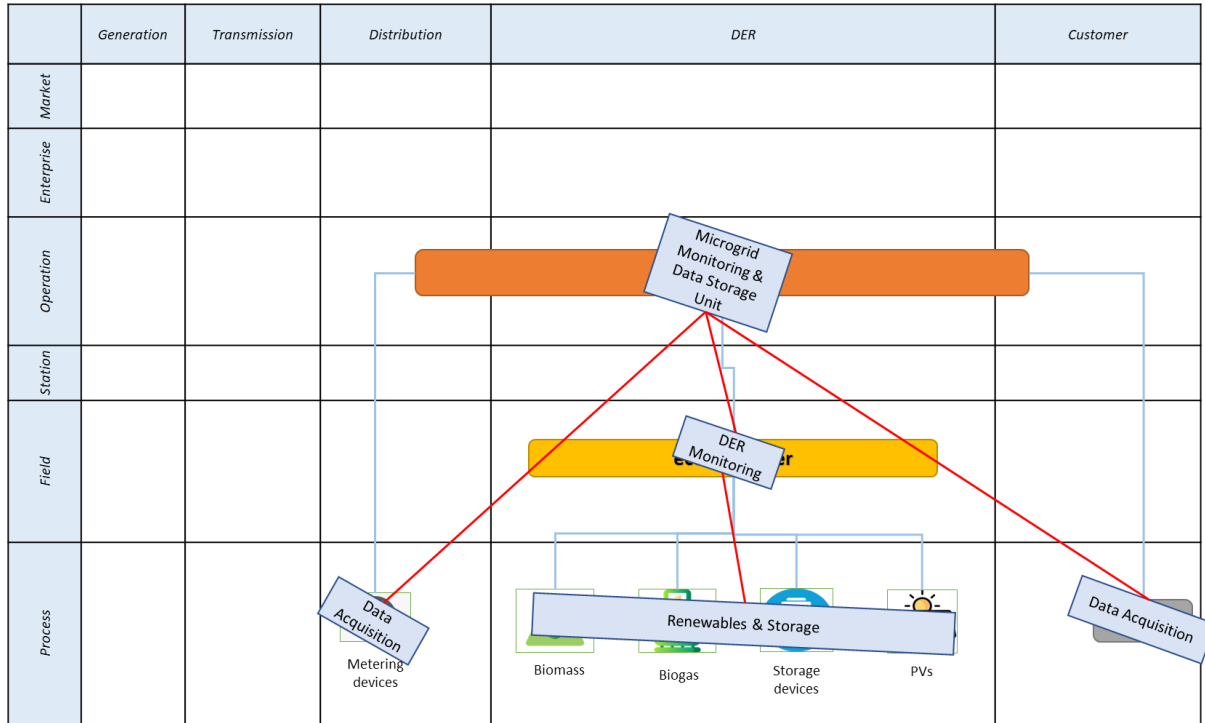 Generation
Transmission
Distribution
DER
Customer
Market
Enterprise
Operation
Microgrid
Monitoring &
Data Storage
Unit
Station
Field
DER
Monitoring
Process
Data
Acquisition
Renewables & Storage
Data Acquisition
Metering
devices
Biomass
Biogas
Storage
devices
PVs